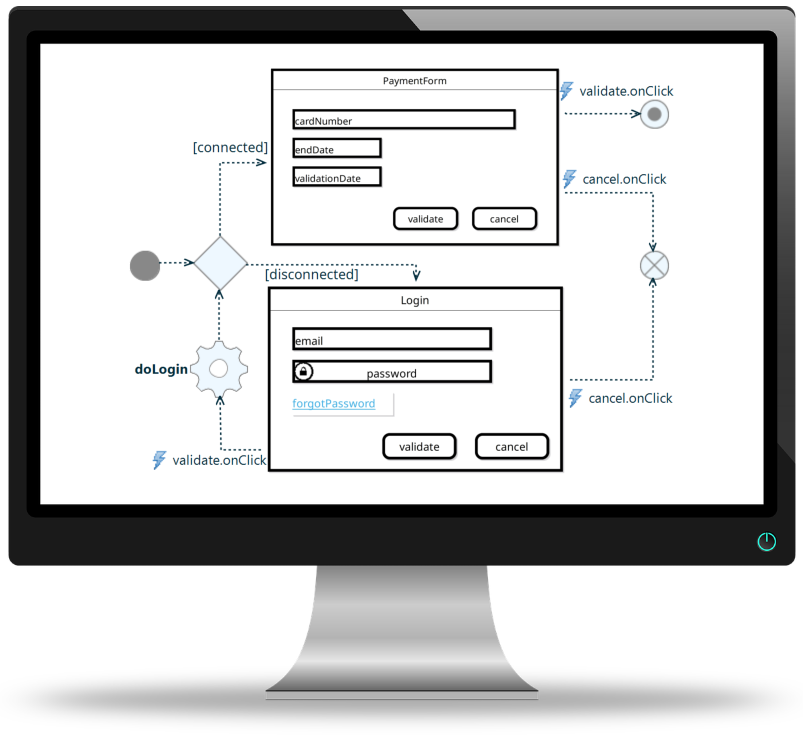 PaymentForm
validate.onClick
cardNumber
[connected]
endDate
validationDate
cancel.onClick
validate
cancel
[disconnected]
Login
email
doLogin
password
forgotPassword
cancel.onClick
validate
cancel
validate.onClick